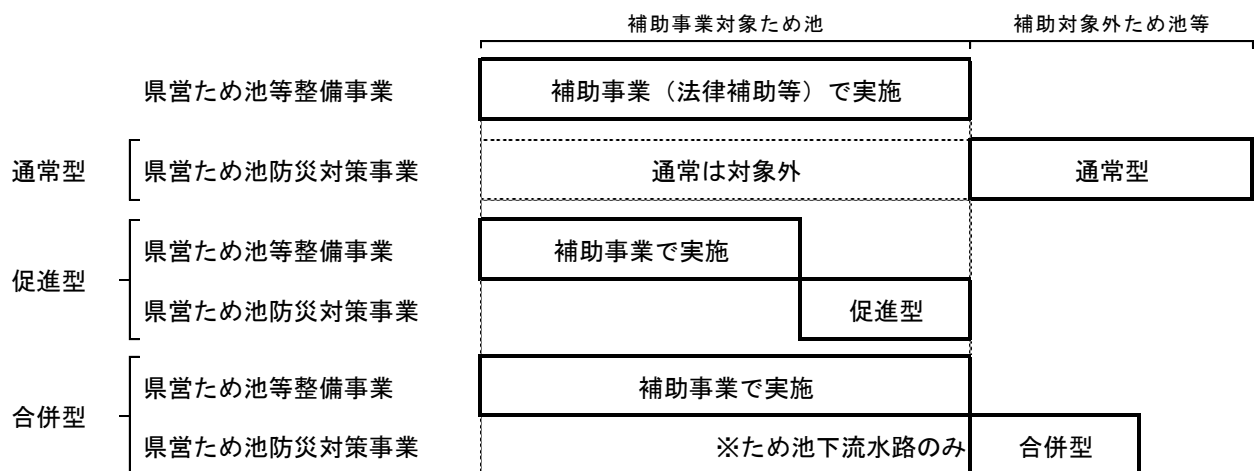 補助事業対象ため池 補助対象外ため池等
県営ため池等整備事業 補助事業（法律補助等）で実施
通常型 県営ため池防災対策事業 通常は対象外 通常型
県営ため池等整備事業 補助事業で実施
促進型
県営ため池防災対策事業 促進型
県営ため池等整備事業 補助事業で実施
合併型
県営ため池防災対策事業 ※ため池下流水路のみ 合併型